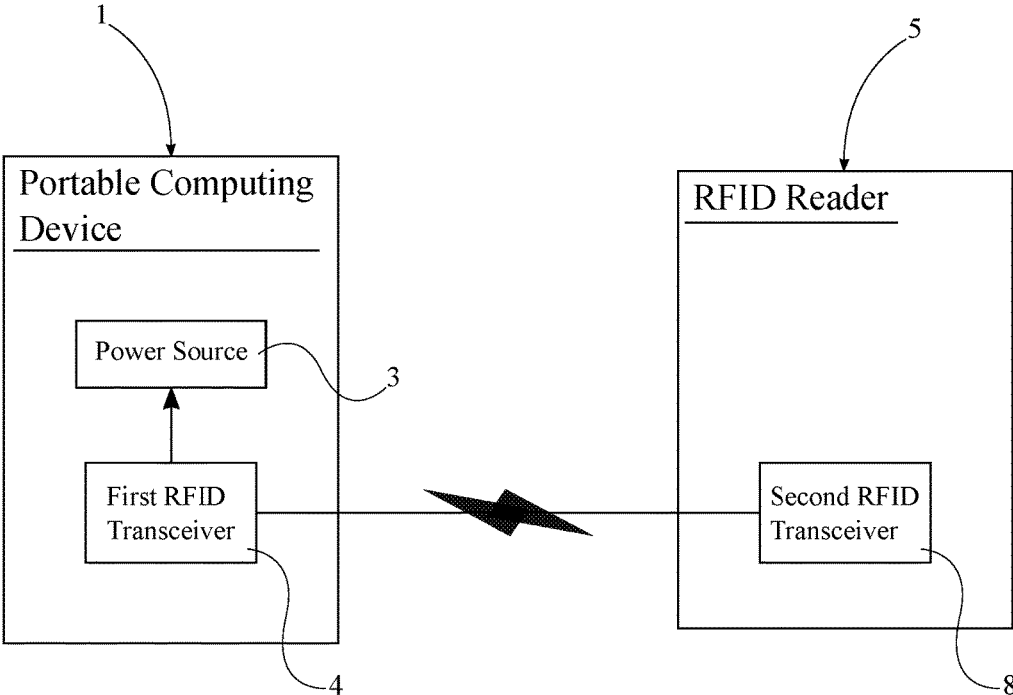 1
5
Portable Computing
Device
RFID Reader
Power Source
3
First RFID
Transceiver
Second RFID
Transceiver
4
8